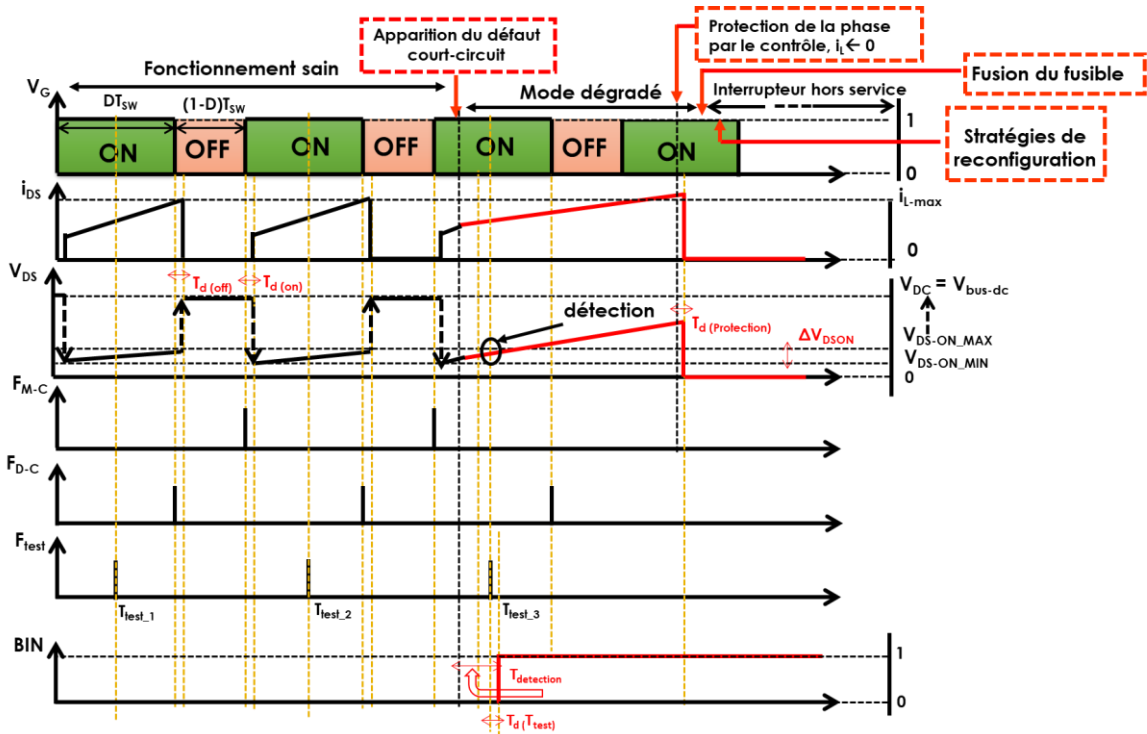 Apparition du défaut
court-circuit
Protection de la phase
par le contrôle, iL← 0
Fusion du fusible
Stratégies de
reconfiguration
Fonctionnement sain
Mode dégradé
Interrupteur hors service
VG
DTSW
(1-D)TSW
1
ON
OFF
ON
OFF
ON
OFF
ON
0
iDS
iL-max
0
VDS
Td (off)
Td (on)
détection
Td (Protection)
ΔVDSON
VDC = Vbus-dc
VDS-ON_MAX
VDS-ON_MIN
0
FM-C
FD-C
Ftest
Ttest_1
Ttest_2
Ttest_3
BIN
1
Tdetection
0
Td (Ttest)